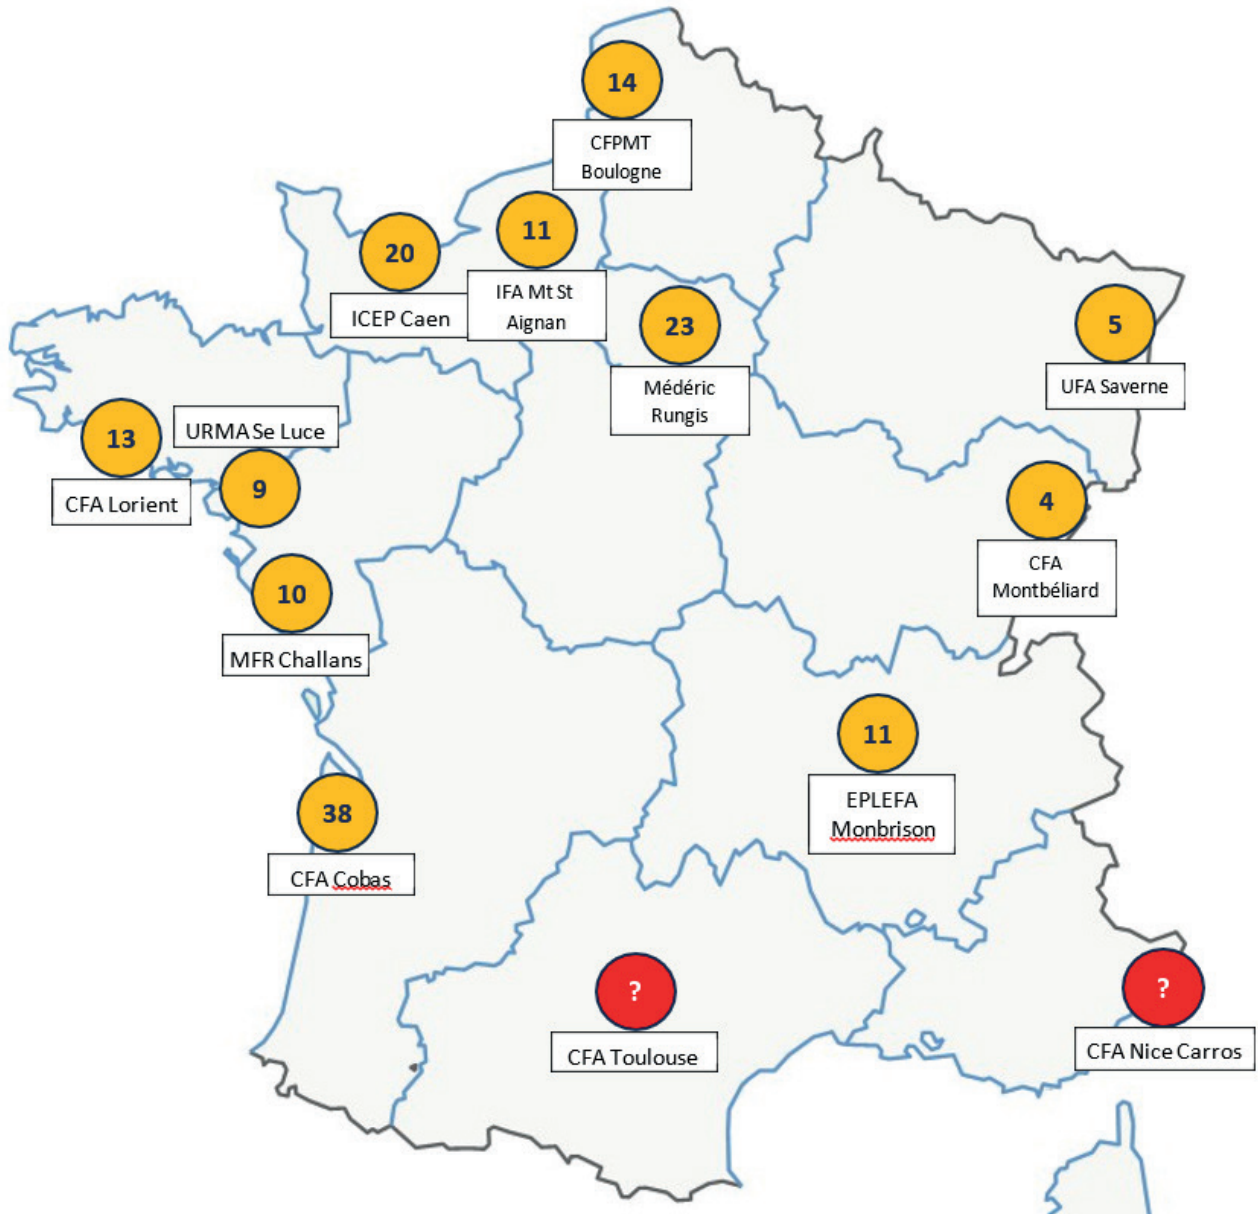 14
CFPMT
Boulogne
20
ICEP Caen
11
IFA Mt St
Aignan
23
Médéric
Rungis
5
UFA Saverne
13
CFA Lorient
URMA Se Luce
9
4
CFA
Montbéliard
10
MFR Challans
11
EPLEFA
Monbrison
38
CFA Cobas
?
CFA Toulouse
?
CFA Nice Carros